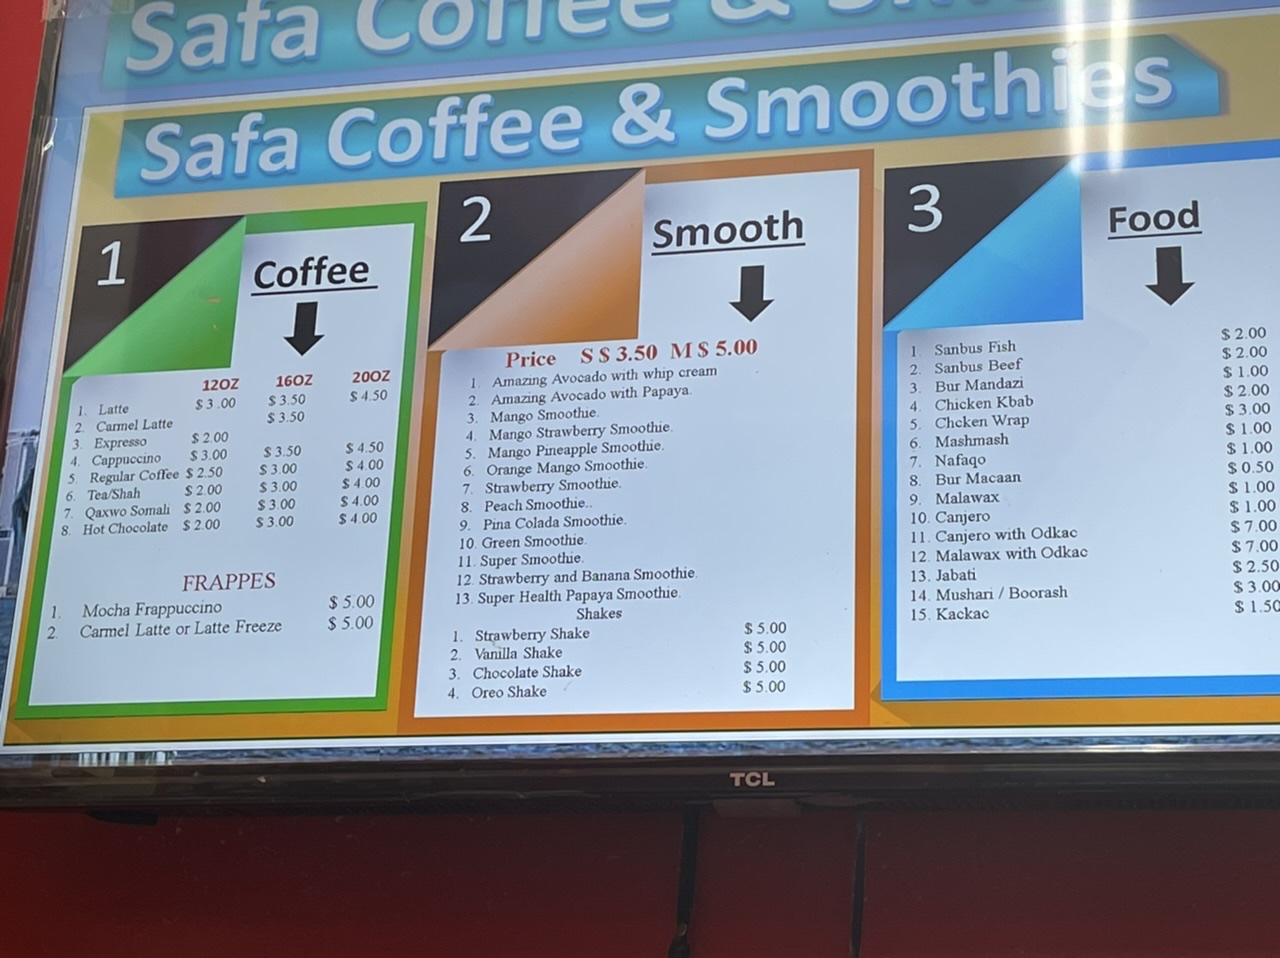 Safa Coffee &
Safa Coffee & Smoothies
1
Coffee
12OZ 16OZ 20OZ
1. Latte $ 3.00 $ 3.50 $ 4.50
2. Carmel Latte $ 3.50
3. Expresso $ 2.00
4. Cappuccino $ 3.00 $ 3.50 $ 4.50
5. Regular Coffee $ 2.50 $ 3.00 $ 4.00
6. Tea/Shah $ 2.00 $ 3.00 $ 4.00
7. Qaxwo Somali $ 2.00 $ 3.00 $ 4.00
8. Hot Chocolate $ 2.00 $ 3.00 $ 4.00
FRAPPES
1. Mocha Frappuccino $ 5.00
2. Carmel Latte or Latte Freeze $ 5.00
2
Smooth
Price S $ 3.50 M $ 5.00
1. Amazing Avocado with whip cream
2. Amazing Avocado with Papaya.
3. Mango Smoothie.
4. Mango Strawberry Smoothie.
5. Mango Pineapple Smoothie.
6. Orange Mango Smoothie.
7. Strawberry Smoothie.
8. Peach Smoothie..
9. Pina Colada Smoothie.
10. Green Smoothie.
11. Super Smoothie.
12. Strawberry and Banana Smoothie.
13. Super Health Papaya Smoothie.
Shakes
1. Strawberry Shake $ 5.00
2. Vanilla Shake $ 5.00
3. Chocolate Shake $ 5.00
4. Oreo Shake $ 5.00
3
Food
1. Sanbus Fish $ 2.00
2. Sanbus Beef $ 2.00
3. Bur Mandazi $ 1.00
4. Chicken Kbab $ 2.00
5. Chcken Wrap $ 3.00
6. Mashmash $ 1.00
7. Nafaqo $ 1.00
8. Bur Macaan $ 0.50
9. Malawax $ 1.00
10. Canjero $ 1.00
11. Canjero with Odkac $ 7.00
12. Malawax with Odkac $ 7.00
13. Jabati $ 2.50
14. Mushari / Boorash $ 3.00
15. Kackac $ 1.50
TCL